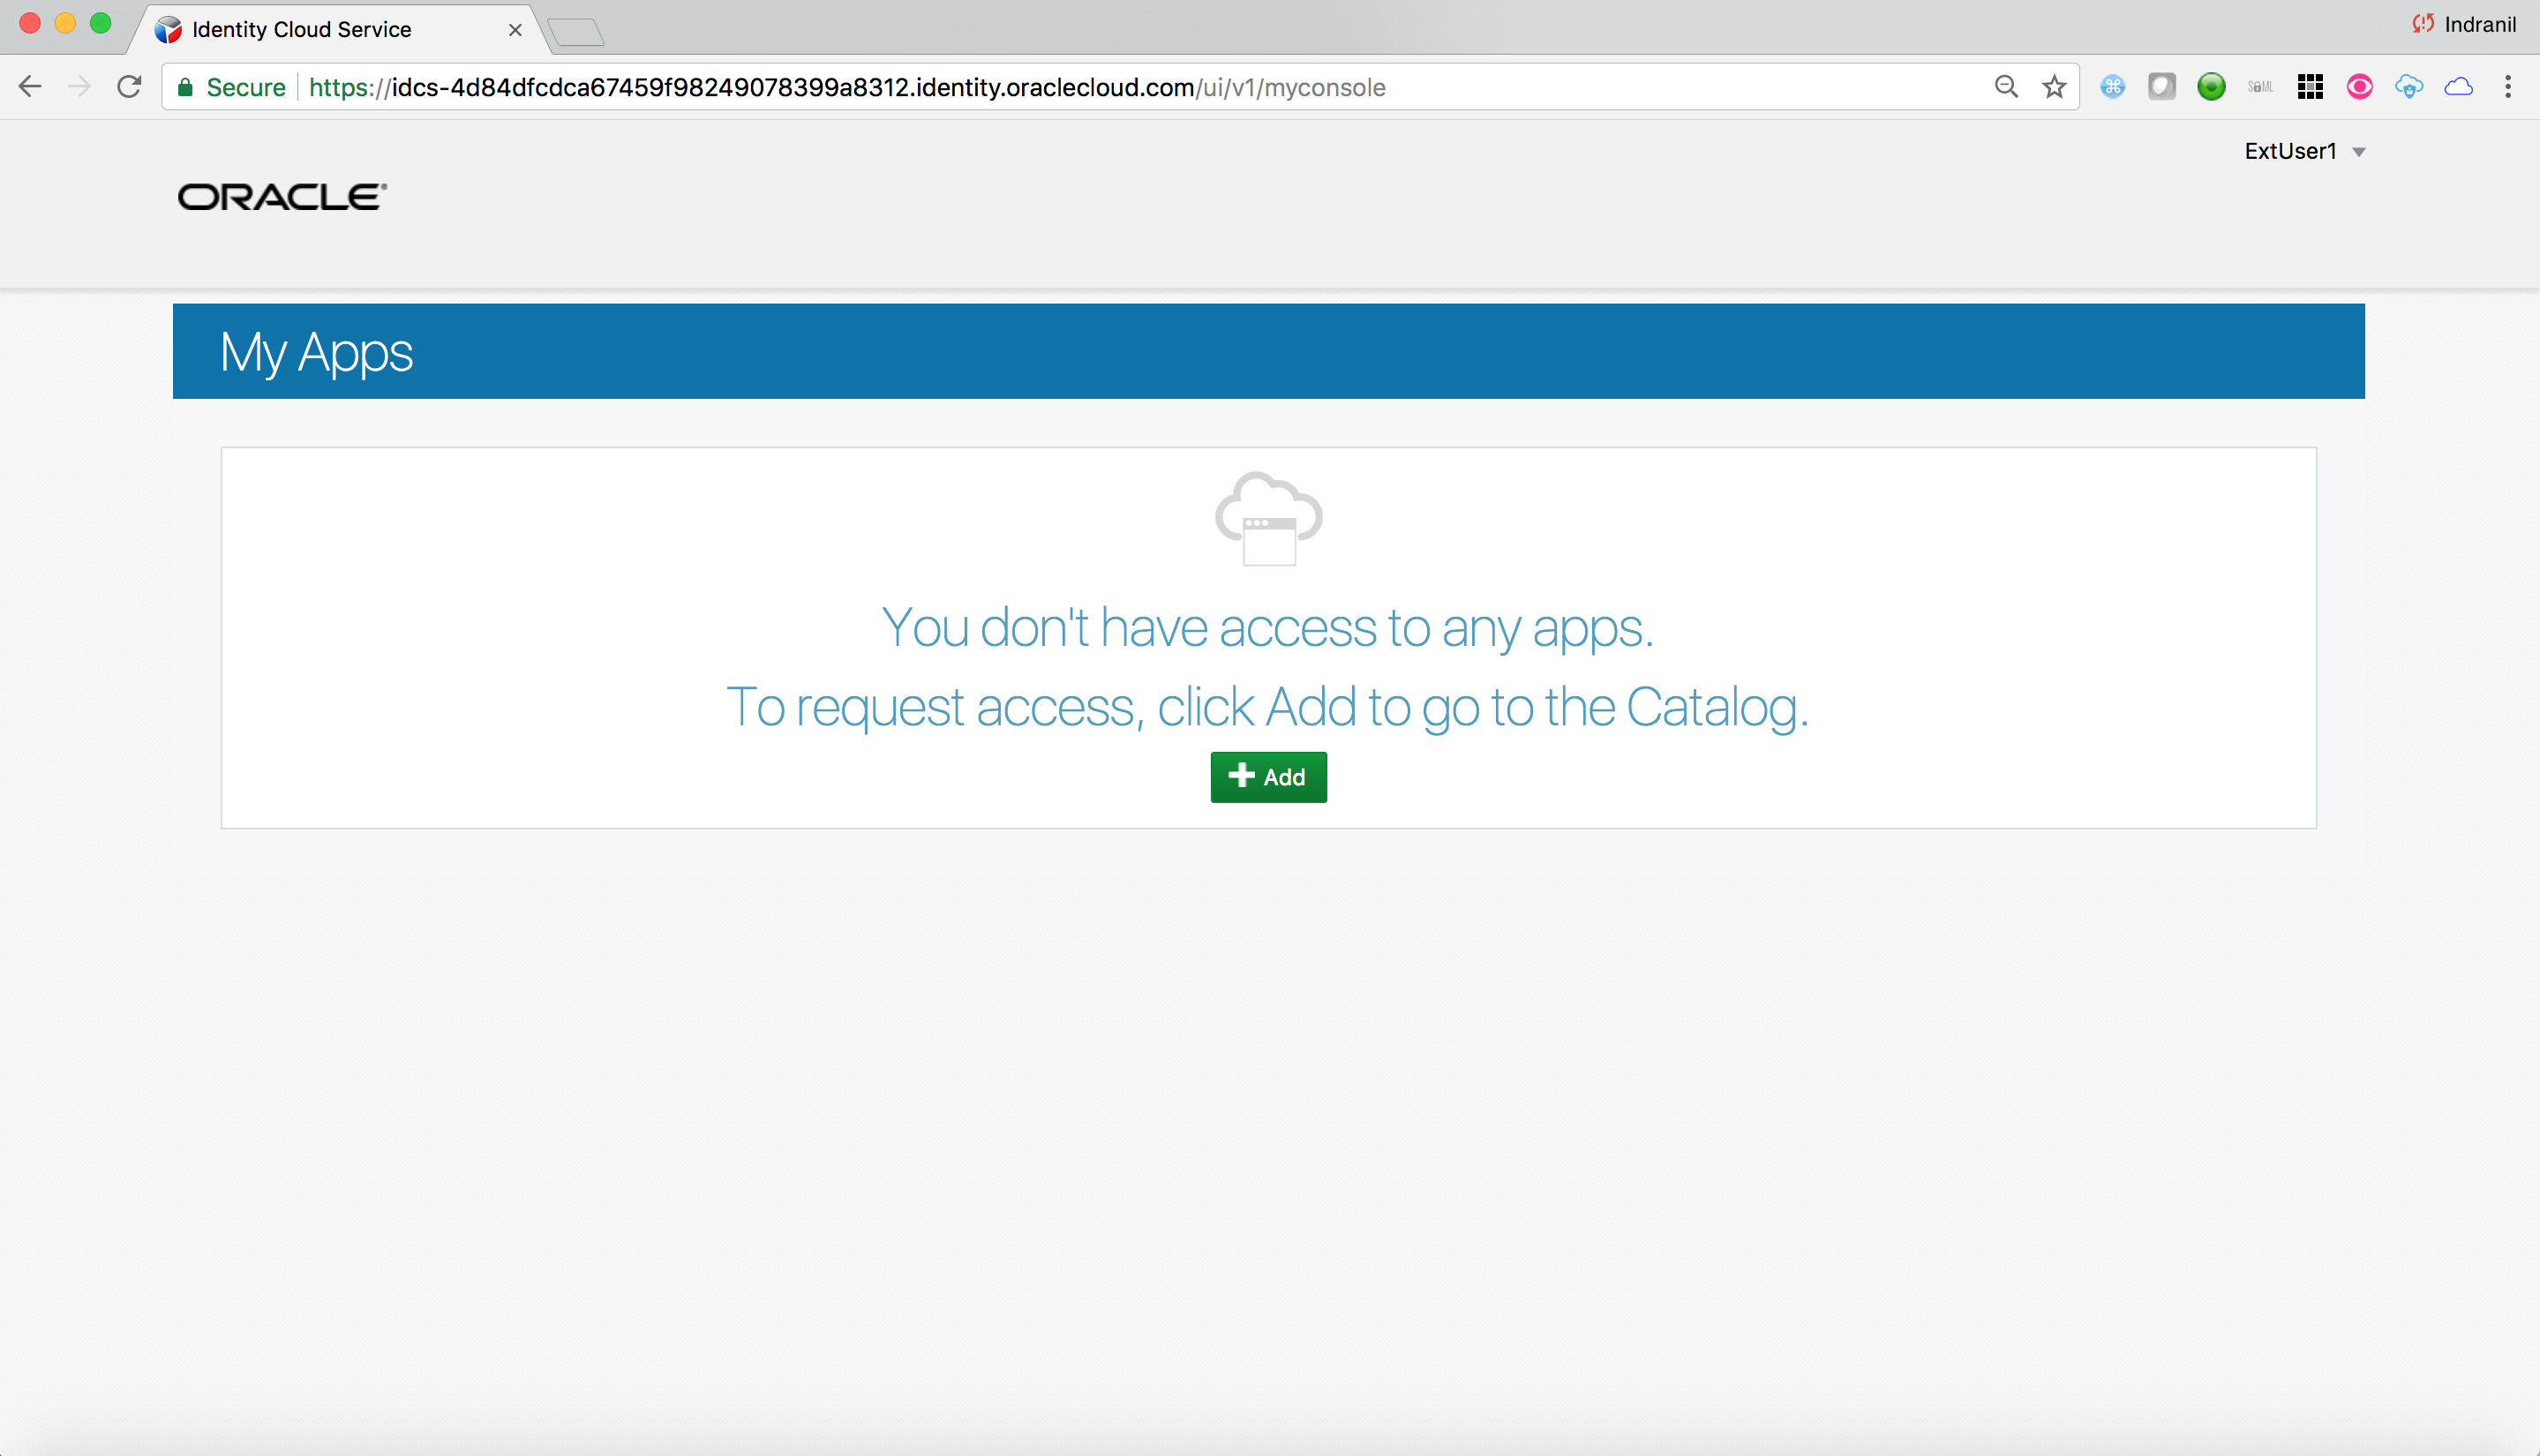 Identity Cloud Service
Indranil
Secure
https://idcs-4d84dfcdca67459f98249078399a8312.identity.oraclecloud.com/ui/v1/myconsole
SAML
ExtUser1
ORACLE®
My Apps
You don't have access to any apps.
To request access, click Add to go to the Catalog.
Add